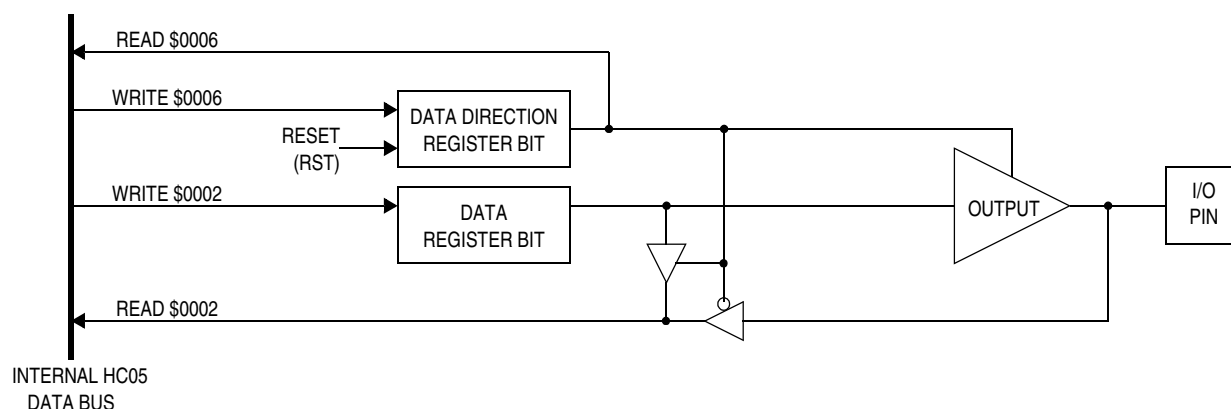 READ $0006
WRITE $0006
DATA DIRECTION
REGISTER BIT
RESET
(RST)
WRITE $0002
DATA
REGISTER BIT
OUTPUT
I/O
PIN
READ $0002
INTERNAL HC05
DATA BUS